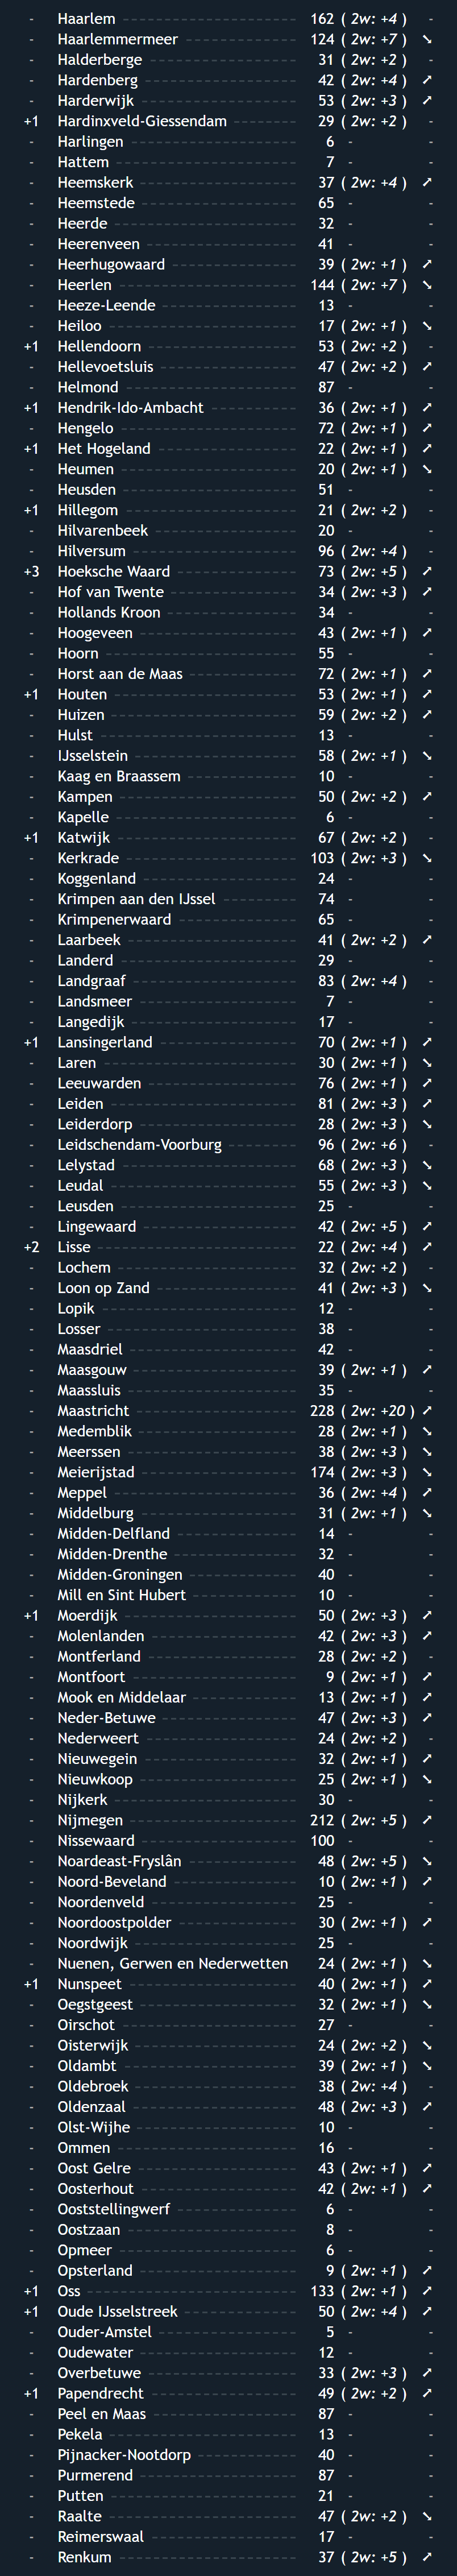 - Haarlem 162 ( 2w: +4 ) -
- Haarlemmermeer 124 ( 2w: +7 ) ➘
- Halderberge 31 ( 2w: +2 ) -
- Hardenberg 42 ( 2w: +4 ) ➚
- Harderwijk 53 ( 2w: +3 ) ➚
+1 Hardinxveld-Giessendam 29 ( 2w: +2 ) -
- Harlingen 6 - -
- Hattem 7 - -
- Heemskerk 37 ( 2w: +4 ) ➚
- Heemstede 65 - -
- Heerde 32 - -
- Heerenveen 41 - -
- Heerhugowaard 39 ( 2w: +1 ) ➚
- Heerlen 144 ( 2w: +7 ) ➘
- Heeze-Leende 13 - -
- Heiloo 17 ( 2w: +1 ) ➘
+1 Hellendoorn 53 ( 2w: +2 ) -
- Hellevoetsluis 47 ( 2w: +2 ) ➚
- Helmond 87 - -
+1 Hendrik-Ido-Ambacht 36 ( 2w: +1 ) ➚
- Hengelo 72 ( 2w: +1 ) ➚
+1 Het Hogeland 22 ( 2w: +1 ) ➚
- Heumen 20 ( 2w: +1 ) ➘
- Heusden 51 - -
+1 Hillegom 21 ( 2w: +2 ) -
- Hilvarenbeek 20 - -
- Hilversum 96 ( 2w: +4 ) -
+3 Hoeksche Waard 73 ( 2w: +5 ) ➚
- Hof van Twente 34 ( 2w: +3 ) ➚
- Hollands Kroon 34 - -
- Hoogeveen 43 ( 2w: +1 ) ➚
- Hoorn 55 - -
- Horst aan de Maas 72 ( 2w: +1 ) ➚
+1 Houten 53 ( 2w: +1 ) ➚
- Huizen 59 ( 2w: +2 ) ➚
- Hulst 13 - -
- IJsselstein 58 ( 2w: +1 ) ➘
- Kaag en Braassem 10 - -
- Kampen 50 ( 2w: +2 ) ➚
- Kapelle 6 - -
+1 Katwijk 67 ( 2w: +2 ) -
- Kerkrade 103 ( 2w: +3 ) ➘
- Koggenland 24 - -
- Krimpen aan den IJssel 74 - -
- Krimpenerwaard 65 - -
- Laarbeek 41 ( 2w: +2 ) ➚
- Landerd 29 - -
- Landgraaf 83 ( 2w: +4 ) -
- Landsmeer 7 - -
- Langedijk 17 - -
+1 Lansingerland 70 ( 2w: +1 ) ➚
- Laren 30 ( 2w: +1 ) ➘
- Leeuwarden 76 ( 2w: +1 ) ➚
- Leiden 81 ( 2w: +3 ) ➚
- Leiderdorp 28 ( 2w: +3 ) ➘
- Leidschendam-Voorburg 96 ( 2w: +6 ) -
- Lelystad 68 ( 2w: +3 ) ➘
- Leudal 55 ( 2w: +3 ) ➘
- Leusden 25 - -
- Lingewaard 42 ( 2w: +5 ) ➚
+2 Lisse 22 ( 2w: +4 ) ➚
- Lochem 32 ( 2w: +2 ) -
- Loon op Zand 41 ( 2w: +3 ) ➘
- Lopik 12 - -
- Losser 38 - -
- Maasdriel 42 - -
- Maasgouw 39 ( 2w: +1 ) ➚
- Maassluis 35 - -
- Maastricht 228 ( 2w: +20 ) ➚
- Medemblik 28 ( 2w: +1 ) ➘
- Meerssen 38 ( 2w: +3 ) ➘
- Meierijstad 174 ( 2w: +3 ) ➘
- Meppel 36 ( 2w: +4 ) ➚
- Middelburg 31 ( 2w: +1 ) ➘
- Midden-Delfland 14 - -
- Midden-Drenthe 32 - -
- Midden-Groningen 40 - -
- Mill en Sint Hubert 10 - -
+1 Moerdijk 50 ( 2w: +3 ) ➚
- Molenlanden 42 ( 2w: +3 ) ➚
- Montferland 28 ( 2w: +2 ) -
- Montfoort 9 ( 2w: +1 ) ➚
- Mook en Middelaar 13 ( 2w: +1 ) ➚
- Neder-Betuwe 47 ( 2w: +3 ) ➚
- Nederweert 24 ( 2w: +2 ) -
- Nieuwegein 32 ( 2w: +1 ) ➚
- Nieuwkoop 25 ( 2w: +1 ) ➘
- Nijkerk 30 - -
- Nijmegen 212 ( 2w: +5 ) ➚
- Nissewaard 100 - -
- Noardeast-Fryslân 48 ( 2w: +5 ) ➘
- Noord-Beveland 10 ( 2w: +1 ) ➚
- Noordenveld 25 - -
- Noordoostpolder 30 ( 2w: +1 ) ➚
- Noordwijk 25 - -
- Nuenen, Gerwen en Nederwetten 24 ( 2w: +1 ) ➘
+1 Nunspeet 40 ( 2w: +1 ) ➚
- Oegstgeest 32 ( 2w: +1 ) ➘
- Oirschot 27 - -
- Oisterwijk 24 ( 2w: +2 ) ➘
- Oldambt 39 ( 2w: +1 ) ➘
- Oldebroek 38 ( 2w: +4 ) -
- Oldenzaal 48 ( 2w: +3 ) ➚
- Olst-Wijhe 10 - -
- Ommen 16 - -
- Oost Gelre 43 ( 2w: +1 ) ➚
- Oosterhout 42 ( 2w: +1 ) ➚
- Ooststellingwerf 6 - -
- Oostzaan 8 - -
- Opmeer 6 - -
- Opsterland 9 ( 2w: +1 ) ➚
+1 Oss 133 ( 2w: +1 ) ➚
+1 Oude IJsselstreek 50 ( 2w: +4 ) ➚
- Ouder-Amstel 5 - -
- Oudewater 12 - -
- Overbetuwe 33 ( 2w: +3 ) ➚
+1 Papendrecht 49 ( 2w: +2 ) ➚
- Peel en Maas 87 - -
- Pekela 13 - -
- Pijnacker-Nootdorp 40 - -
- Purmerend 87 - -
- Putten 21 - -
- Raalte 47 ( 2w: +2 ) ➘
- Reimerswaal 17 - -
- Renkum 37 ( 2w: +5 ) ➚